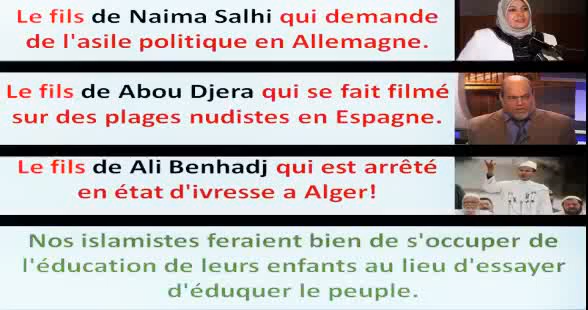 Le fils de Naima Salhi qui demande
de l'asile politique en Allemagne.
Le fils de Abou Djera qui se fait filmé
sur des plages nudistes en Espagne.
Le fils de Ali Benhadj qui est arrêté
en état d'ivresse a Alger!
Nos islamistes feraient bien de s'occuper de
l'éducation de leurs enfants au lieu d'essayer
d'éduquer le peuple.